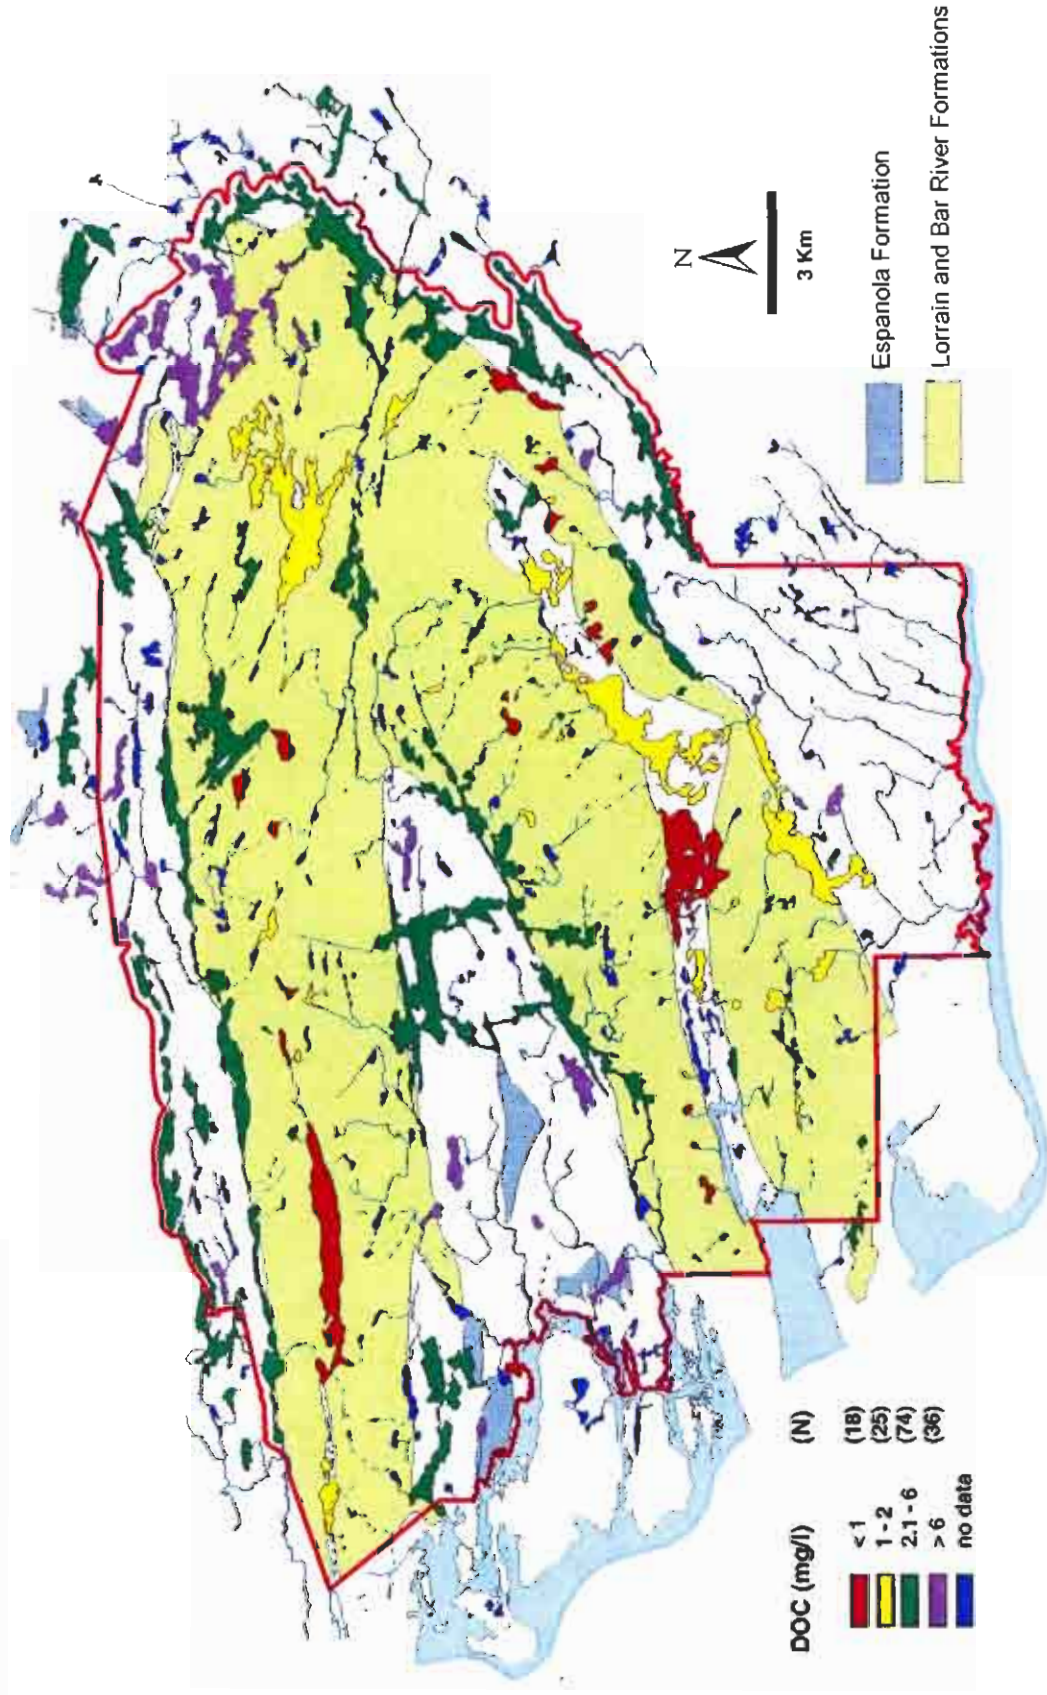 N
3 Km
Espanola Formation
Lorrain and Bar River Formations
DOC (mg/l) (N)
< 1 (18)
1 - 2 (25)
2.1 - 6 (74)
> 6 (36)
no data